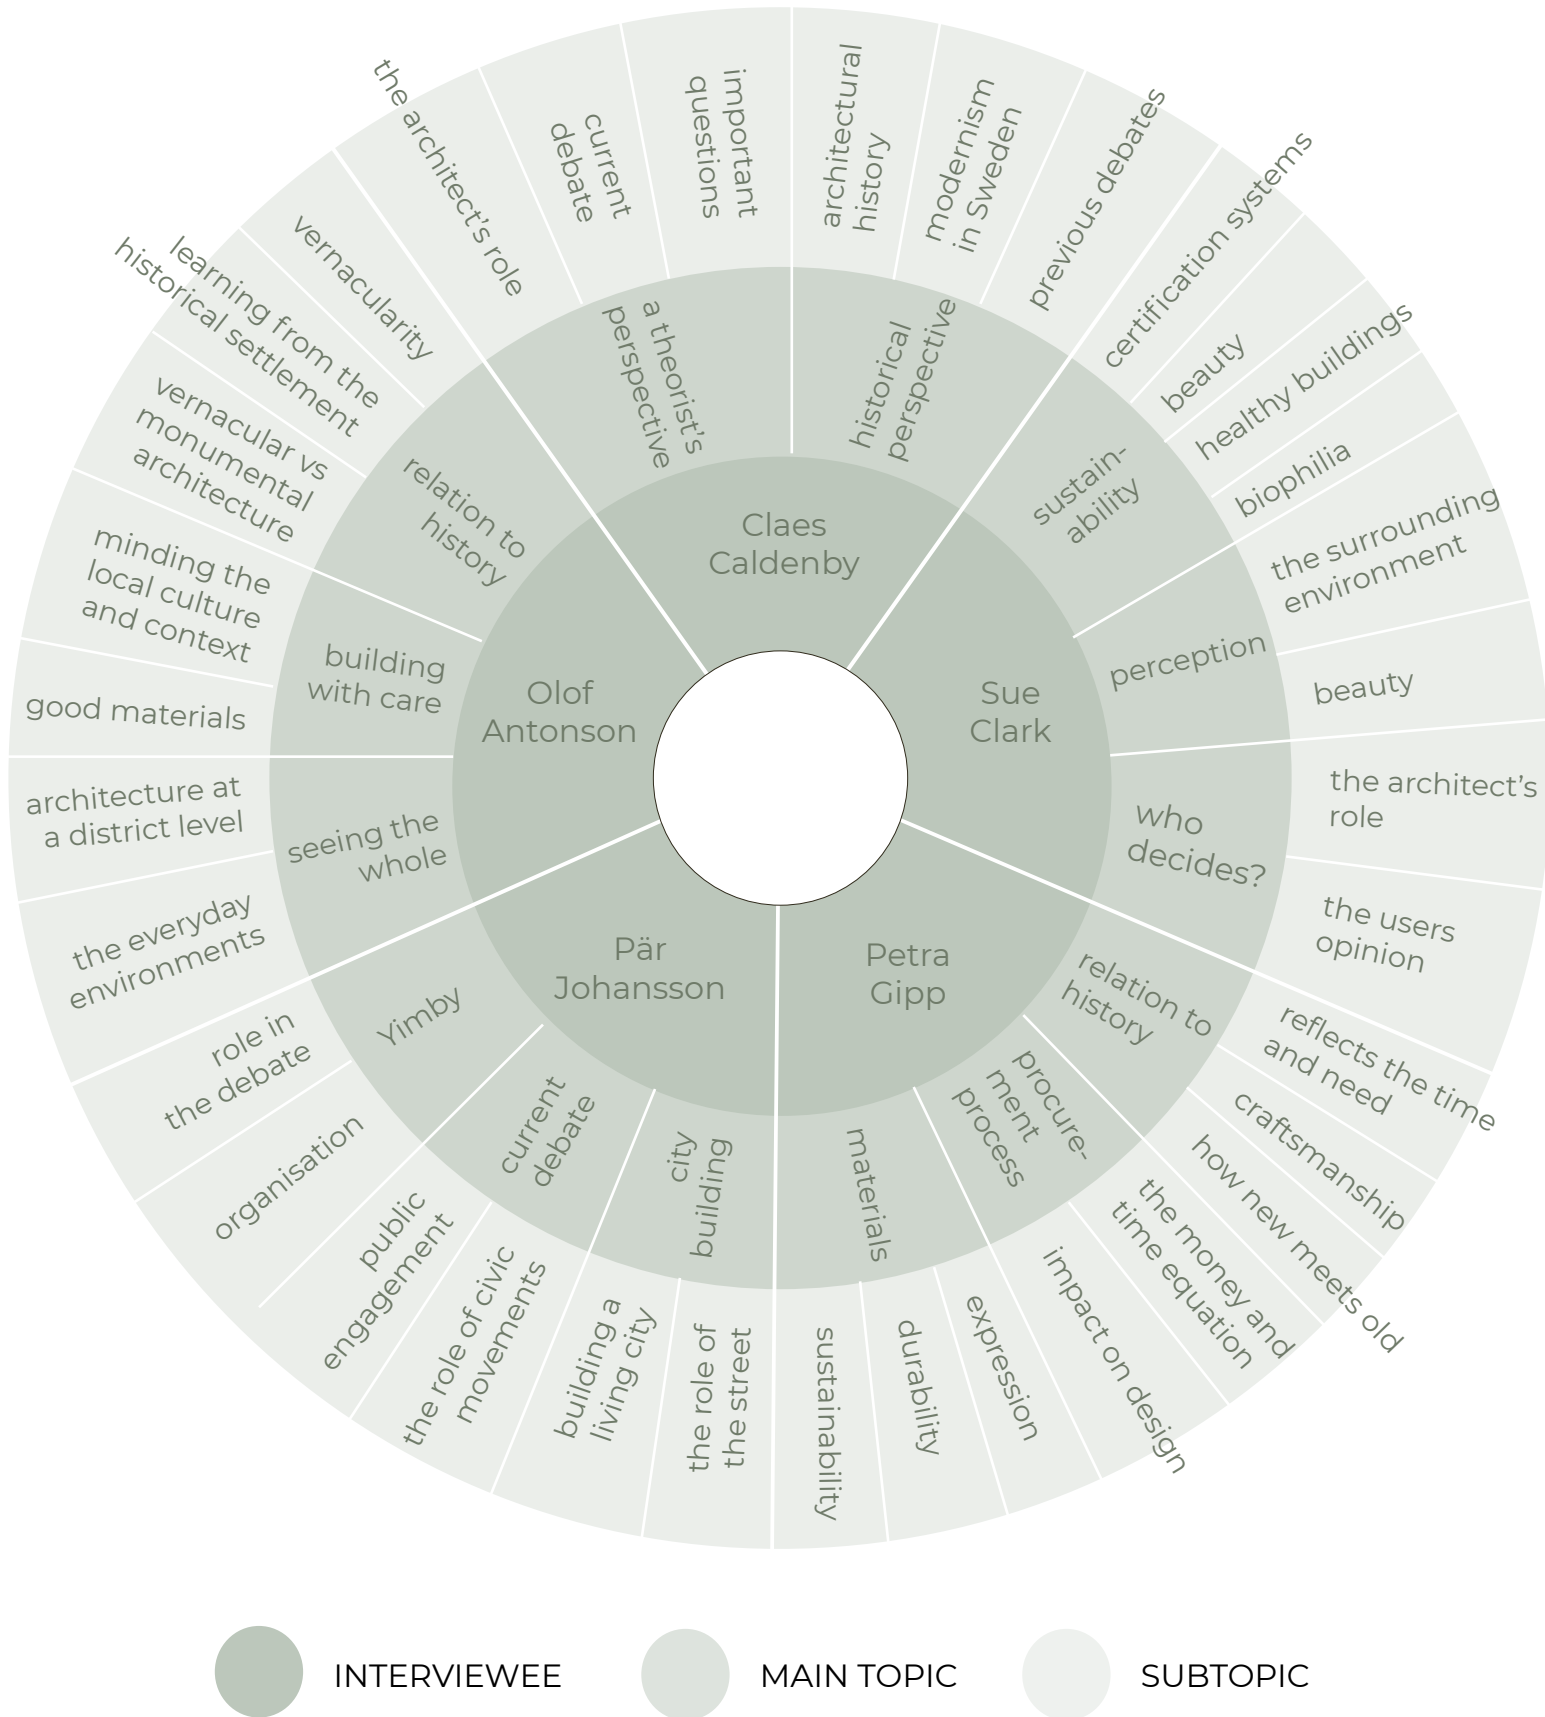 Claes
Caldenby
a theorist's
perspective
the architect's role
current
debate
important
questions
historical
perspective
architectural
history
modernism
in Sweden
previous debates
Sue
Clark
sustain-
ability
certification systems
beauty
healthy buildings
biophilia
perception
the surrounding
environment
beauty
who
decides?
the architect's
role
the users
opinion
Petra
Gipp
relation to
history
reflects the time
and need
craftsmanship
how new meets old
procure-
ment
process
the money and
time equation
impact on design
materials
expression
durability
sustainability
Pär
Johansson
city
building
the role of
the street
building a
living city
current
debate
the role of civic
movements
public
engagement
Yimby
organisation
role in
the debate
Olof
Antonson
seeing the
whole
the everyday
environments
architecture at
a district level
building
with care
good materials
minding the
local culture
and context
relation to
history
vernacular vs
monumental
architecture
learning from the
historical settlement
vernacularity
INTERVIEWEE
MAIN TOPIC
SUBTOPIC